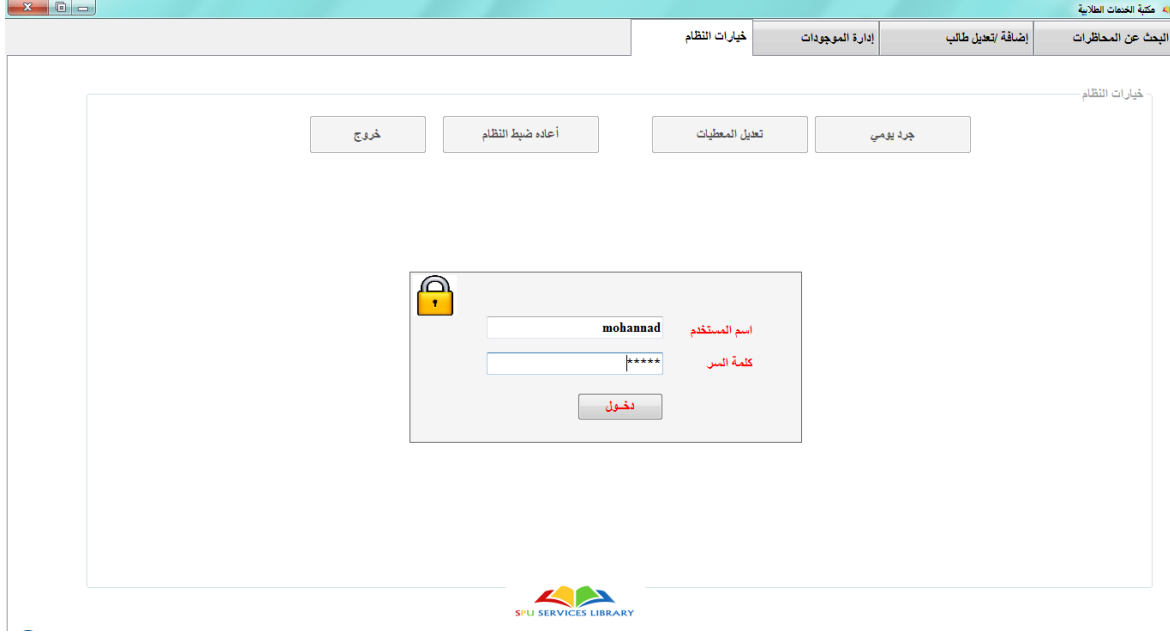 مكتبة الخدمات الطلابية
البحث عن المحاظرات
إضافة /تعديل طالب
إدارة الموجودات
خيارات النظام
خيارات النظام
جرد يومي
تعديل المعطيات
أعاده ضبط النظام
خروج
اسم المستخدم mohannad
كلمة السر *****
دخـول
SPU SERVICES LIBRARY